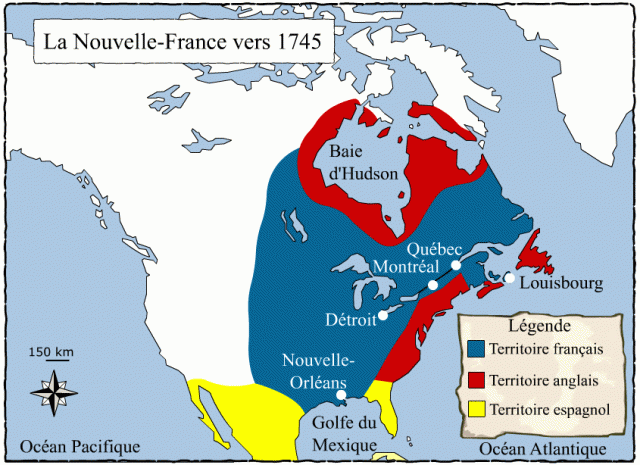 La Nouvelle-France vers 1745
Baie
d'Hudson
Québec
Montréal
Louisbourg
Détroit
Légende
Territoire français
Territoire anglais
Territoire espagnol
150 km
Nouvelle-
Orléans
Golfe du
Mexique
Océan Pacifique
Océan Atlantique